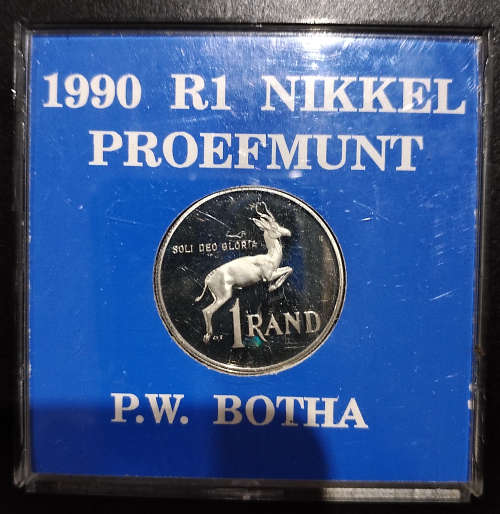 1990 R1 NIKKEL
PROEFMUNT
SOLI DEO GLORIA
1 RAND
P.W. BOTHA